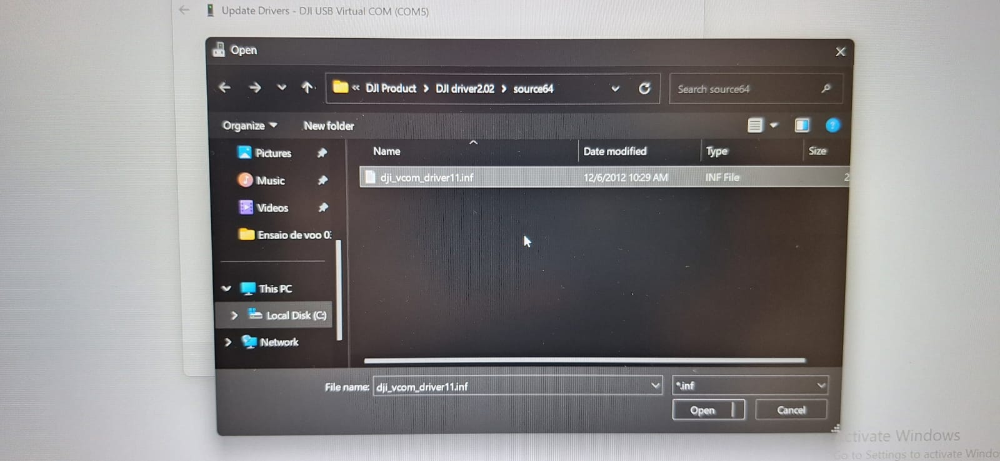 Update Drivers - DJI USB Virtual COM (COM5)
Open
« DJI Product > DJI driver2.02 > source64
Search source64
Organize
New folder
Name
Date modified
Type
Size
dji_vcom_driver11.inf
12/6/2012 10:29 AM
INF File
2
Pictures
Music
Videos
Ensaio de voo 0
This PC
Local Disk (C:)
Network
File name: dji_vcom_driver11.inf
*.inf
Open
Cancel
Activate Windows
Go to Settings to activate Windo